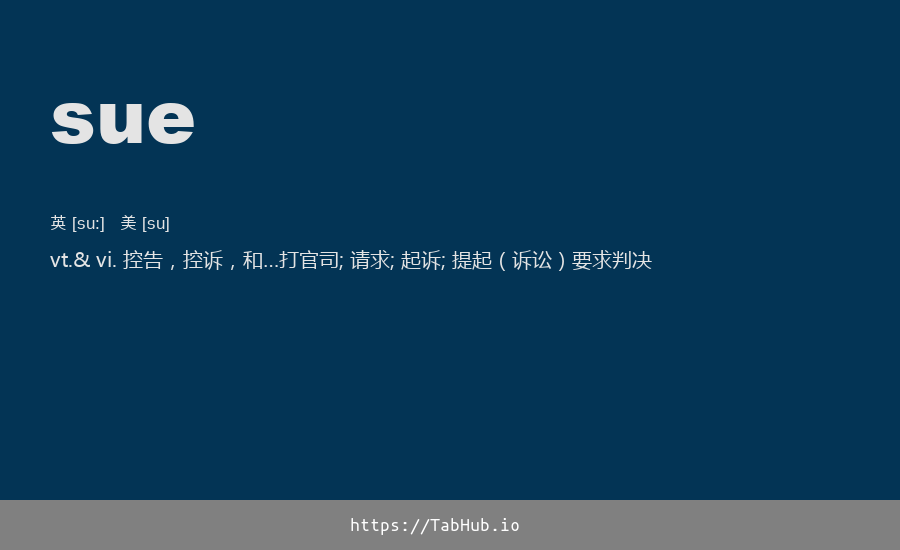 sue
英 [su:]   美 [su]
vt.& vi. 控告，控诉，和...打官司; 请求; 起诉; 提起（诉讼）要求判决
https://TabHub.io